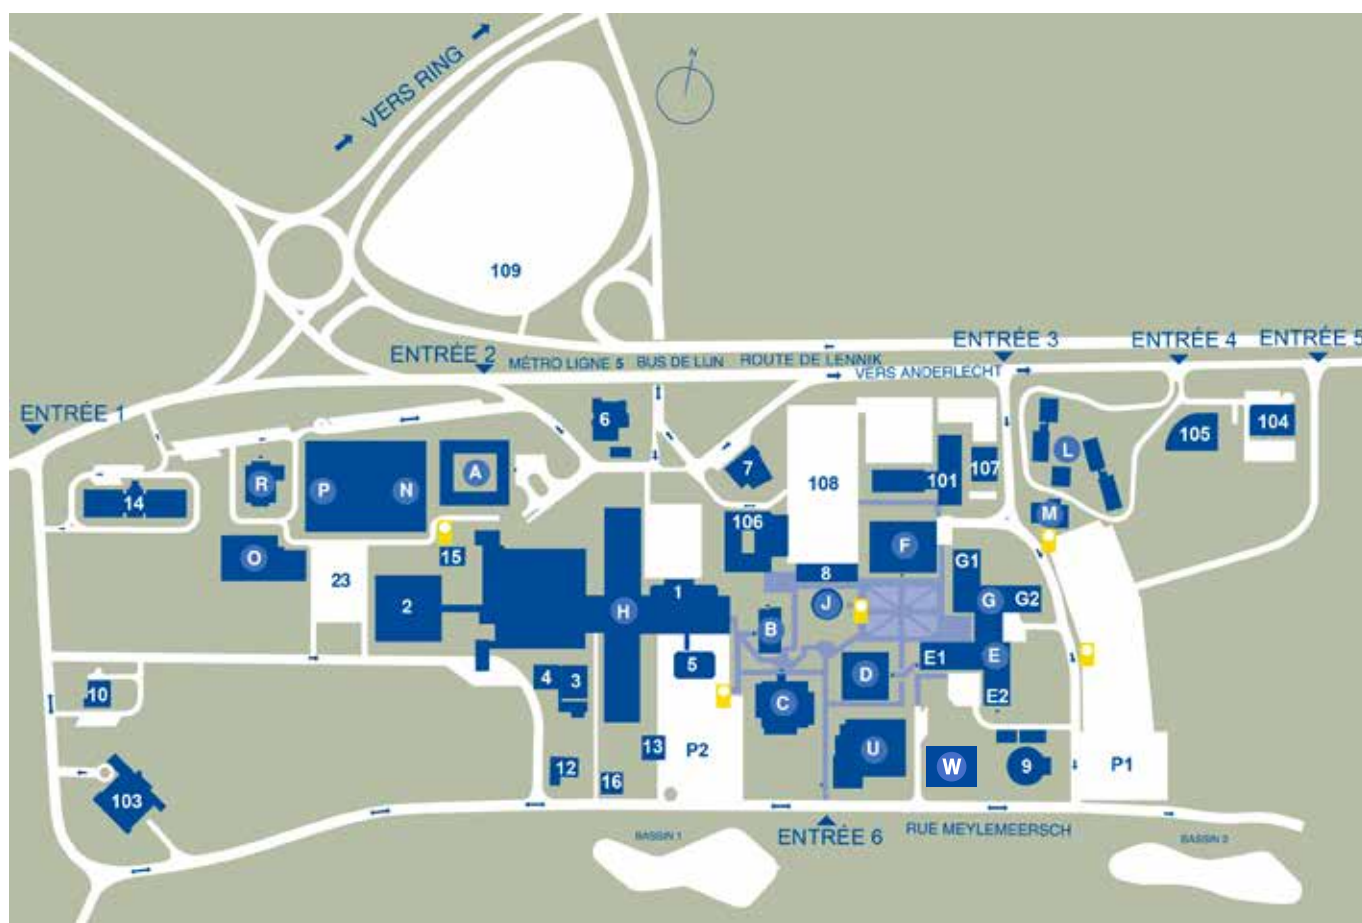 N
VERS RING
109
ENTRÉE 2
MÉTRO LIGNE 5
BUS DE LIJN
ROUTE DE LENNIK
VERS ANDERLECHT
ENTRÉE 3
ENTRÉE 4
ENTRÉE 5
ENTRÉE 1
6
7
108
101
107
L
105
104
R
P
N
A
14
M
106
F
O
15
23
2
8
G1
G
G2
H
1
J
B
E1
E
E2
5
D
C
4
3
10
U
W
9
P1
P2
13
12
16
103
ENTRÉE 6
RUE MEYLEMEERSCH
BASSIN 1